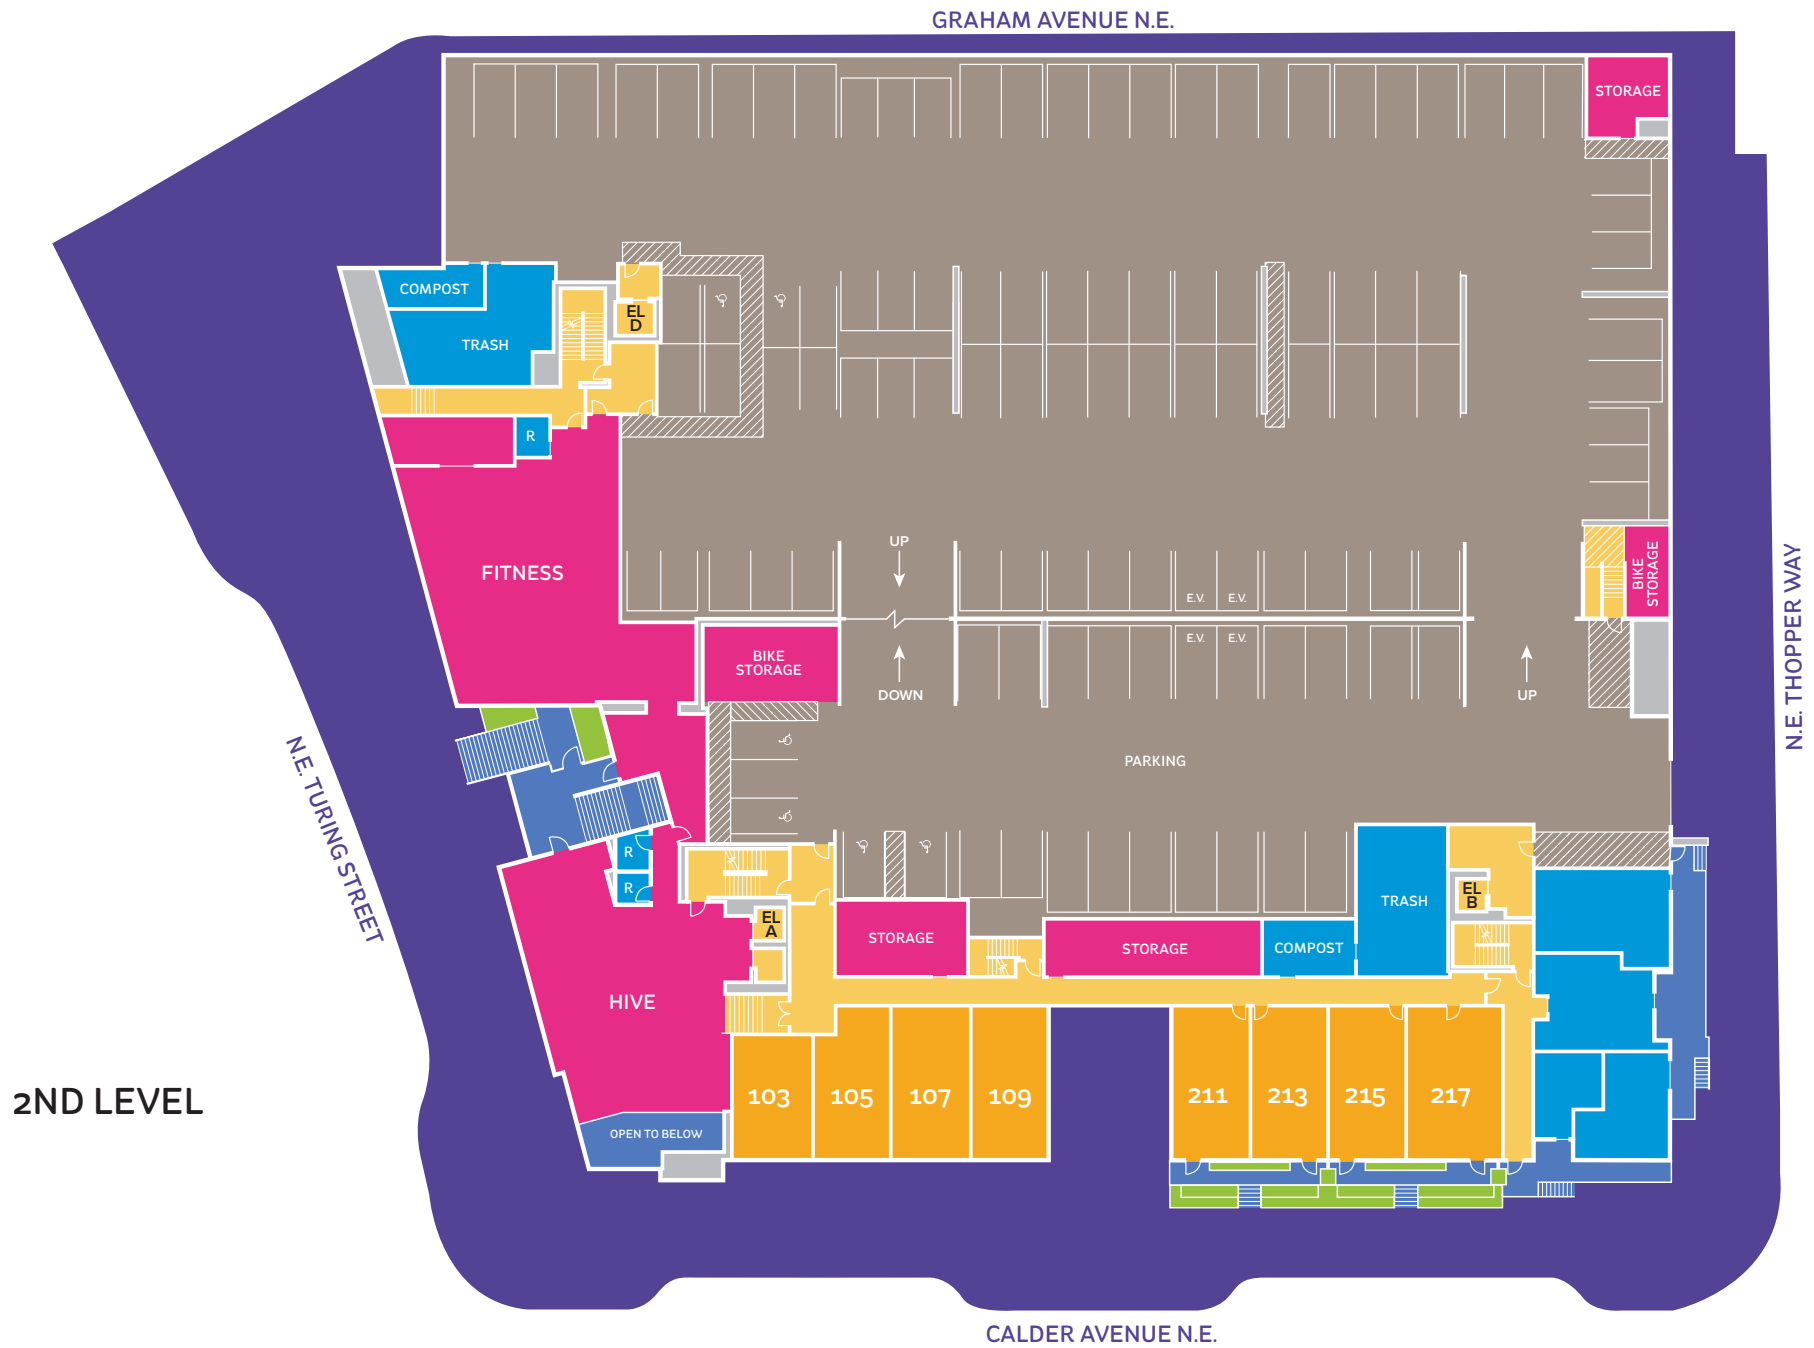 GRAHAM AVENUE N.E.
STORAGE
COMPOST
EL
D
TRASH
R
UP
FITNESS
BIKE
STORAGE
E.V.
E.V.
N.E. THOPPER WAY
E.V.
E.V.
BIKE
STORAGE
DOWN
UP
PARKING
N.E. TURING STREET
R
R
EL
A
EL
B
TRASH
STORAGE
STORAGE
COMPOST
HIVE
103
105
107
109
211
213
215
217
2ND LEVEL
OPEN TO BELOW
CALDER AVENUE N.E.